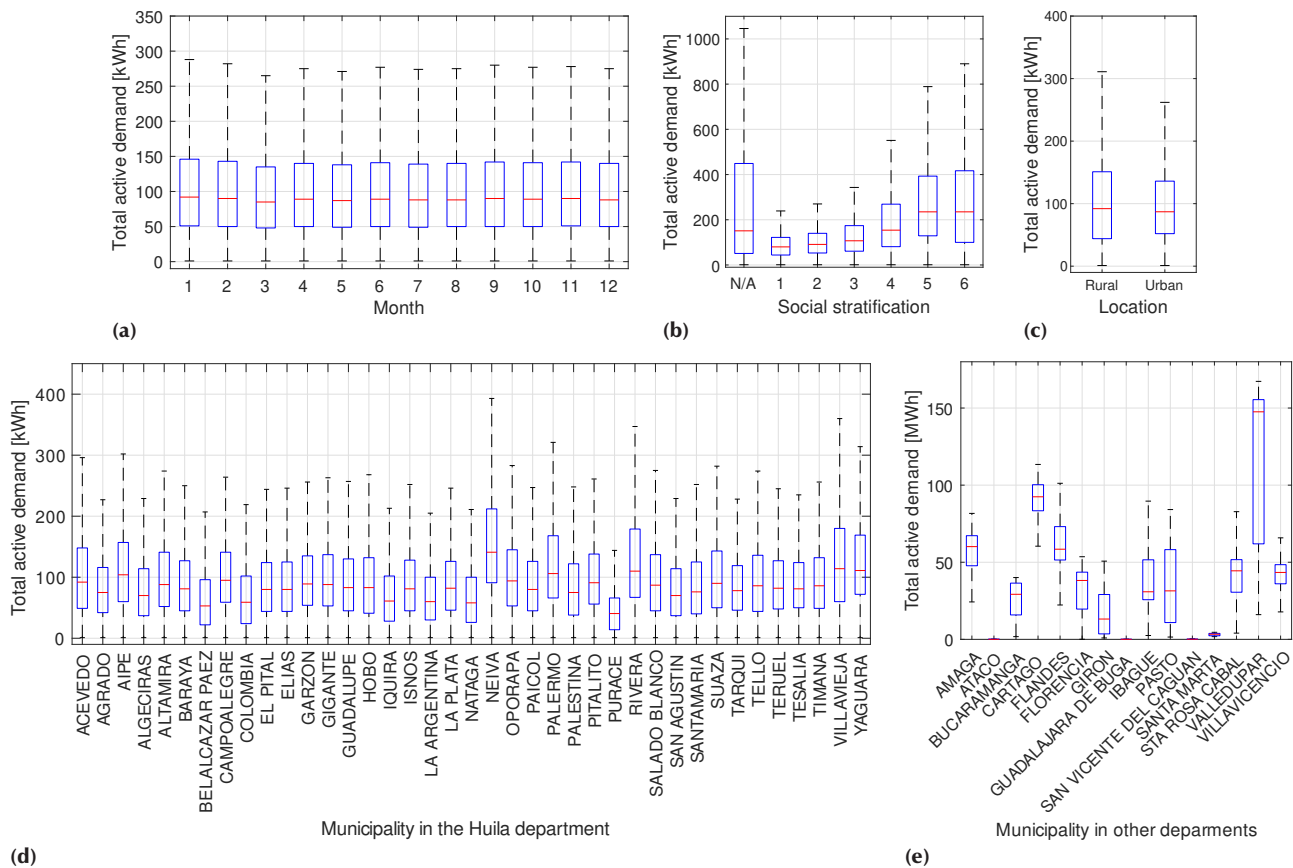 350
300
250
200
150
100
50
0
Total active demand [kWh]
1 2 3 4 5 6 7 8 9 10 11 12
Month
(a)
1000
800
600
400
200
0
Total active demand [kWh]
N/A 1 2 3 4 5 6
Social stratification
(b)
400
300
200
100
0
Total active demand [kWh]
Rural Urban
Location
(c)
400
300
200
100
0
Total active demand [kWh]
ACEVEDO
AGRADO
AIPE
ALGECIRAS
ALTAMIRA
BARAYA
BELALCAZAR PAEZ
CAMPOALEGRE
COLOMBIA
EL PITAL
ELIAS
GARZON
GIGANTE
GUADALUPE
HOBO
IQUIRA
ISNOS
LA ARGENTINA
LA PLATA
NATAGA
NEIVA
OPORAPA
PAICOL
PALERMO
PALESTINA
PITALITO
PURACE
RIVERA
SALADO BLANCO
SAN AGUSTIN
SANTAMARIA
SUAZA
TARQUI
TELLO
TERUEL
TESALIA
TIMANA
VILLAVIEJA
YAGUARA
Municipality in the Huila department
(d)
150
100
50
0
Total active demand [MWh]
AMAGA
ATACO
BUCARAMANGA
CARTAGO
FLANDES
FLORENCIA
GIRON
GUADALAJARA DE BUGA
IBAGUE
PASTO
SAN VICENTE DEL CAGUAN
SANTA MARTA
STA ROSA CABAL
VALLEDUPAR
VILLAVICENCIO
Municipality in other deparments
(e)